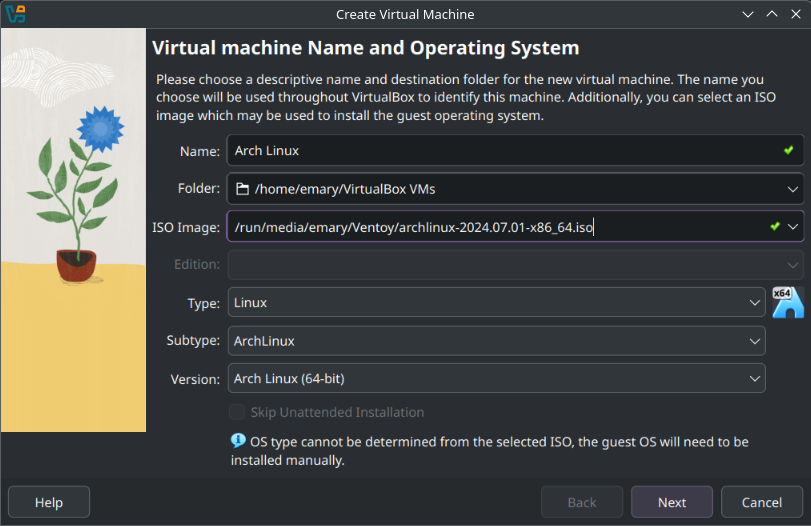 Create Virtual Machine
Virtual machine Name and Operating System
Please choose a descriptive name and destination folder for the new virtual machine. The name you
choose will be used throughout VirtualBox to identify this machine. Additionally, you can select an ISO
image which may be used to install the guest operating system.
Name: Arch Linux
Folder: /home/emary/VirtualBox VMs
ISO Image: /run/media/emary/Ventoy/archlinux-2024.07.01-x86_64.iso
Edition:
Type: Linux x64
Subtype: ArchLinux
Version: Arch Linux (64-bit)
Skip Unattended Installation
OS type cannot be determined from the selected ISO, the guest OS will need to be
installed manually.
Help Back Next Cancel